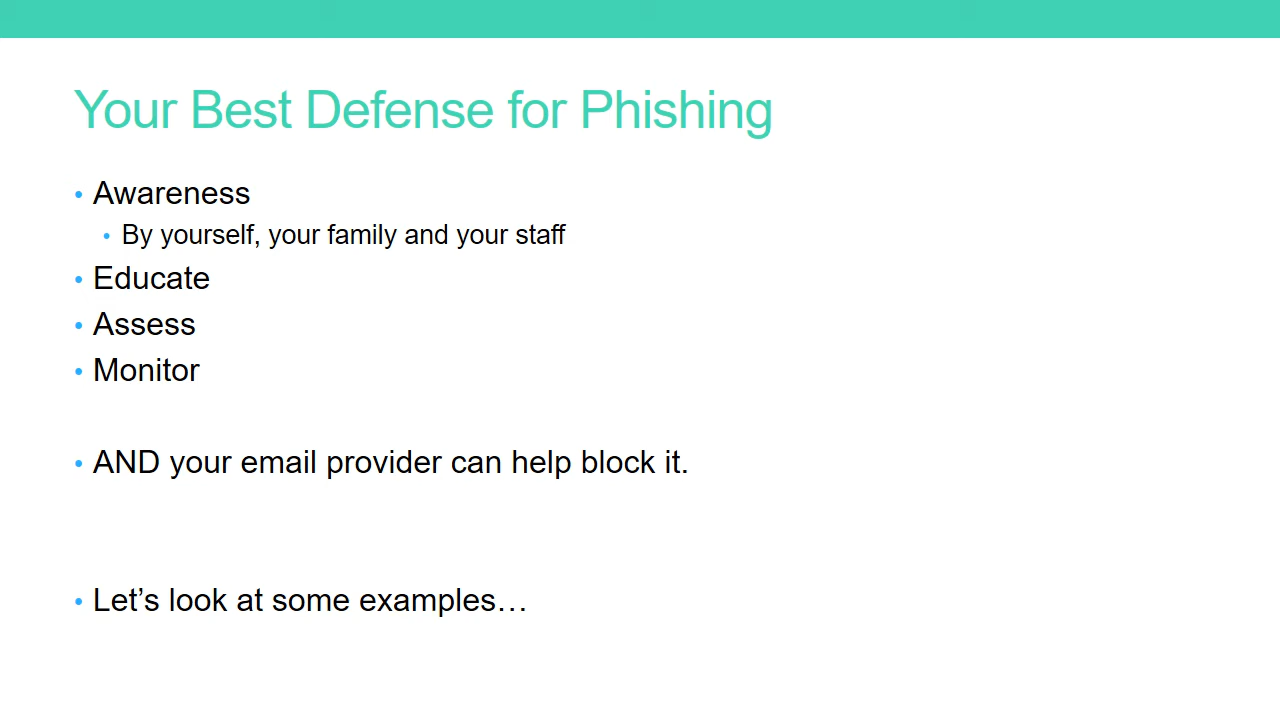 Your Best Defense for Phishing
• Awareness
• By yourself, your family and your staff
• Educate
• Assess
• Monitor
• AND your email provider can help block it.
• Let’s look at some examples…